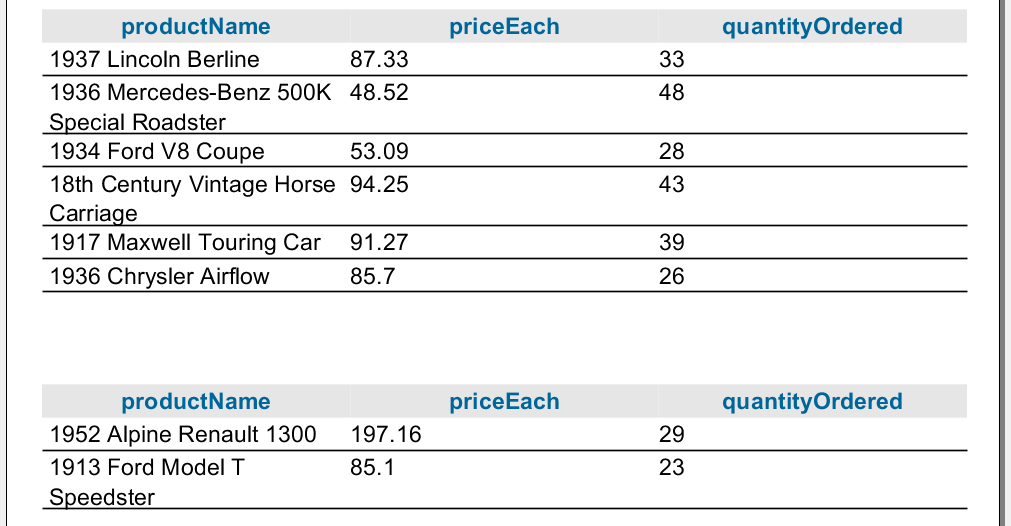 productName priceEach quantityOrdered
1937 Lincoln Berline 87.33 33
1936 Mercedes-Benz 500K 48.52 48
Special Roadster
1934 Ford V8 Coupe 53.09 28
18th Century Vintage Horse 94.25 43
Carriage
1917 Maxwell Touring Car 91.27 39
1936 Chrysler Airflow 85.7 26
productName priceEach quantityOrdered
1952 Alpine Renault 1300 197.16 29
1913 Ford Model T 85.1 23
Speedster